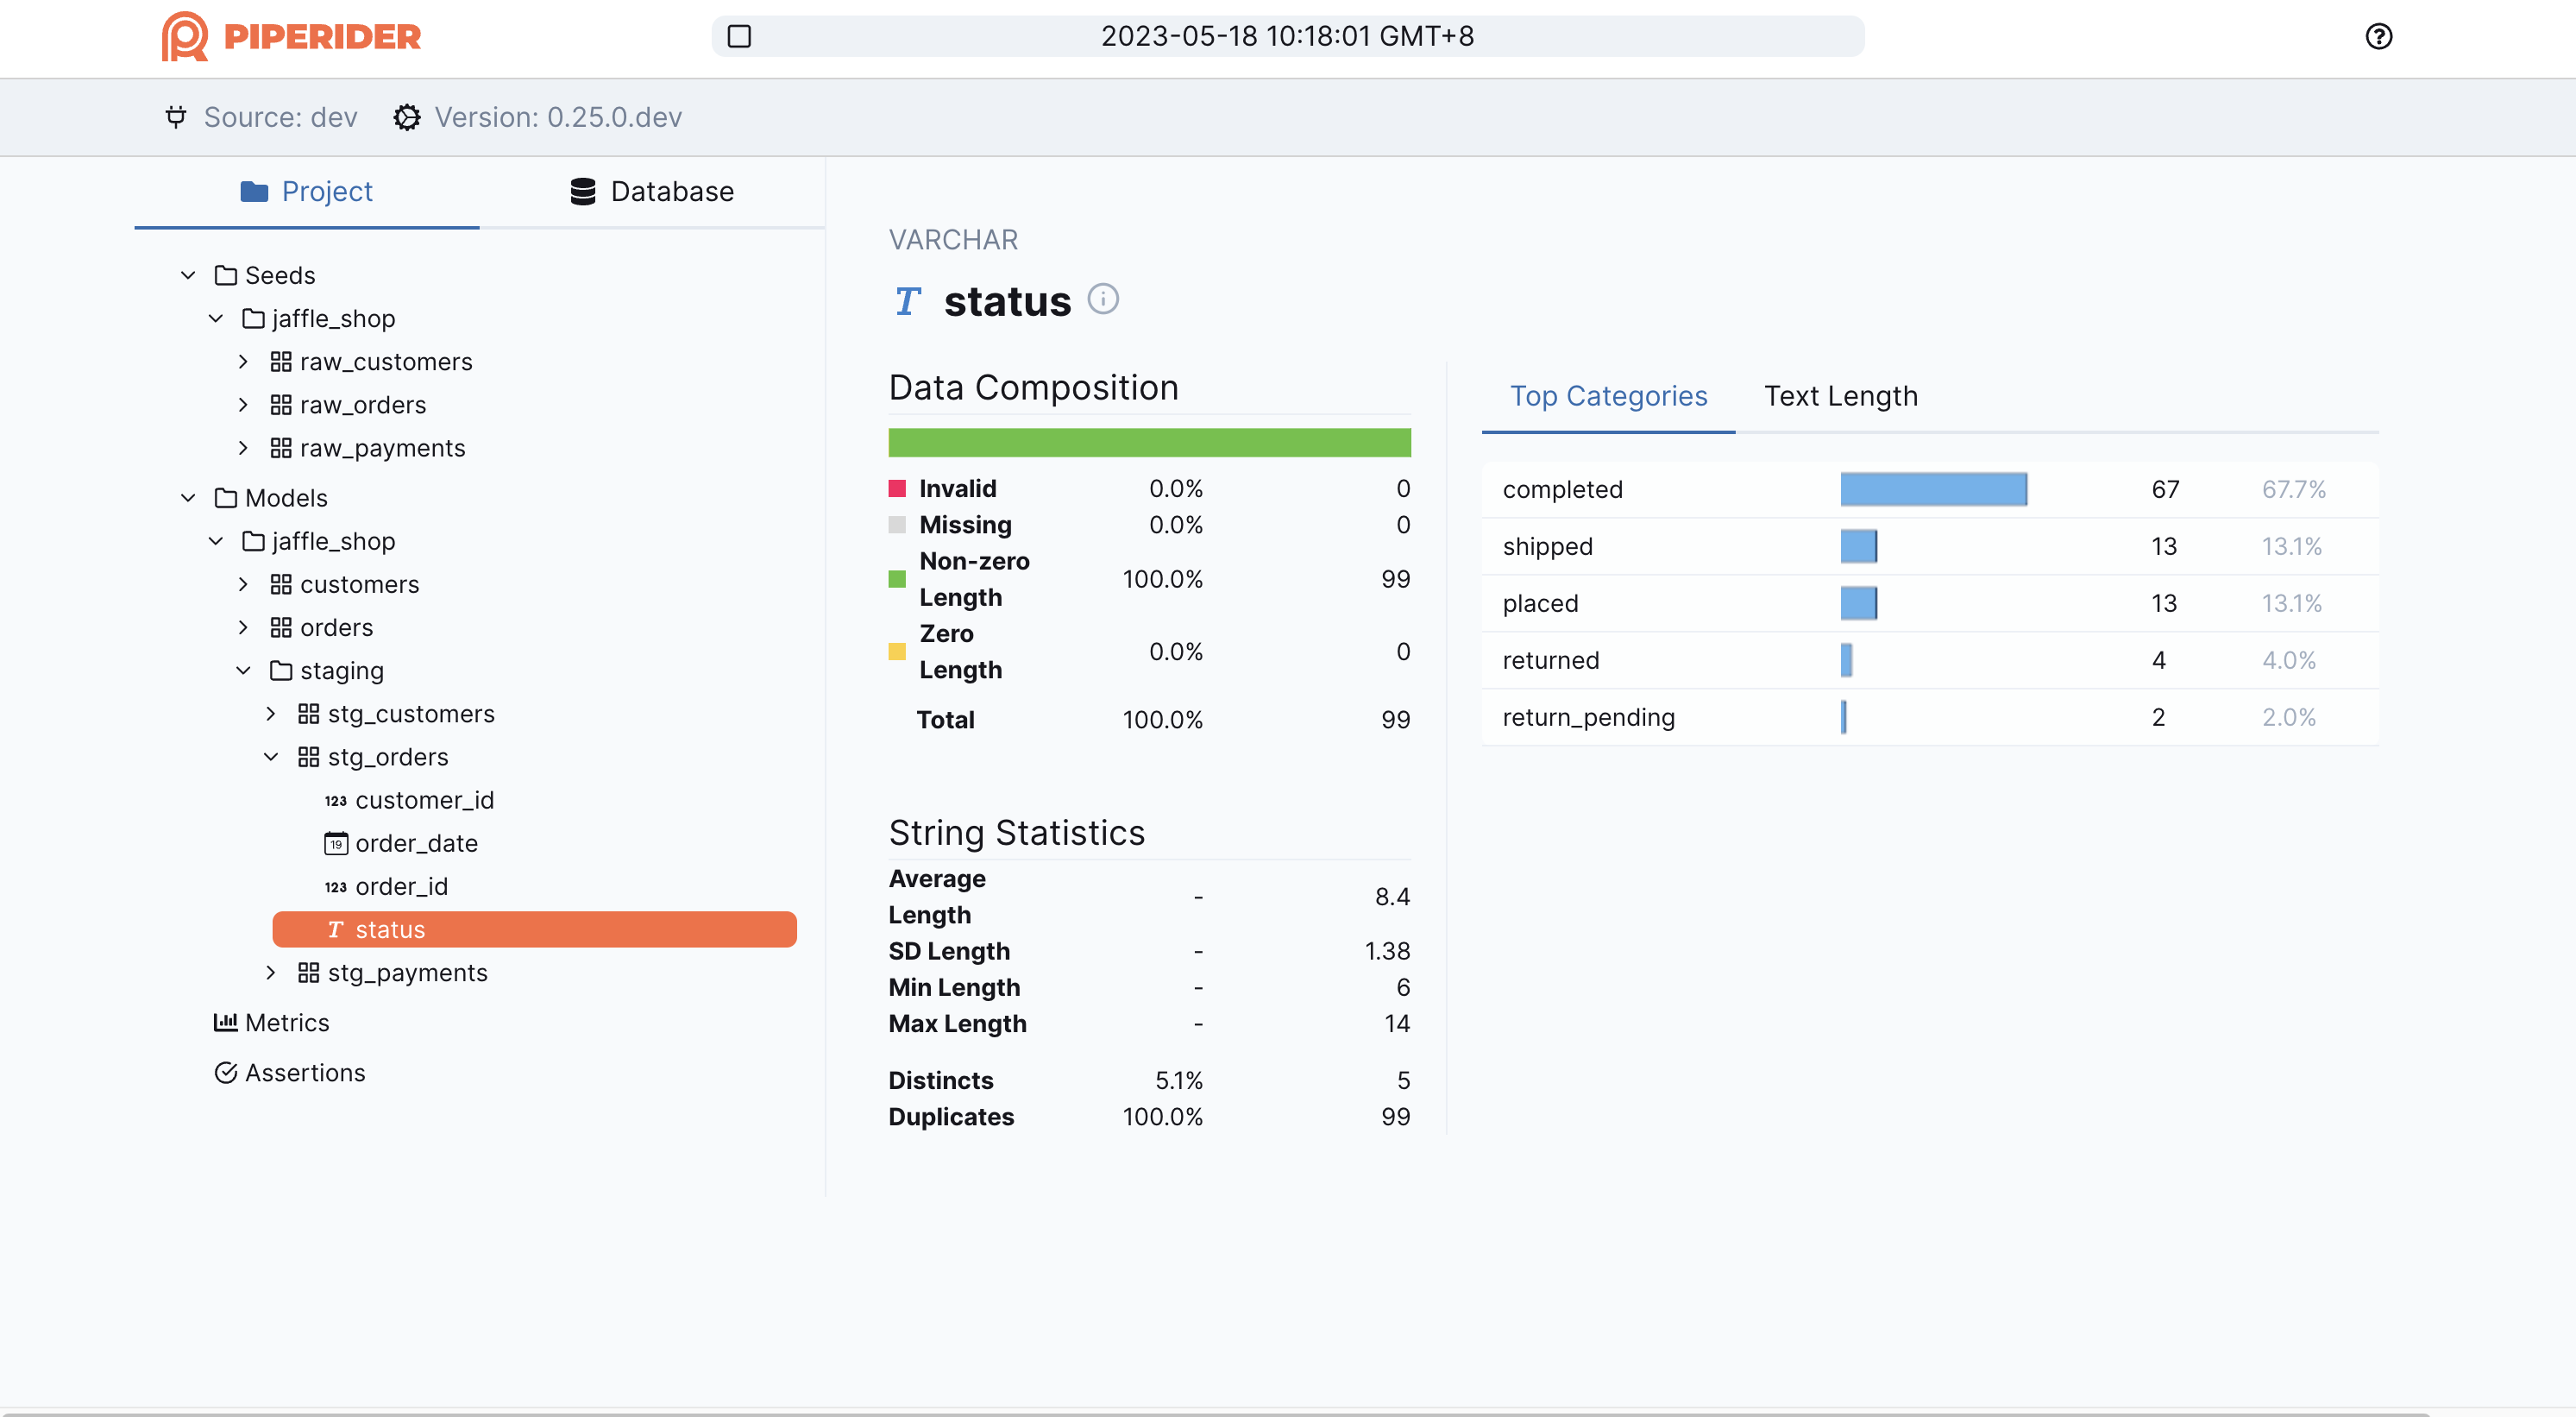 PIPERIDER
2023-05-18 10:18:01 GMT+8
Source: dev Version: 0.25.0.dev
Project Database
Seeds
jaffle_shop
raw_customers
raw_orders
raw_payments
Models
jaffle_shop
customers
orders
staging
stg_customers
stg_orders
123 customer_id
19 order_date
123 order_id
T status
stg_payments
Metrics
Assertions
VARCHAR
T status
Data Composition
Invalid 0.0% 0
Missing 0.0% 0
Non-zero
Length 100.0% 99
Zero
Length 0.0% 0
Total 100.0% 99
String Statistics
Average
Length - 8.4
SD Length - 1.38
Min Length - 6
Max Length - 14
Distincts 5.1% 5
Duplicates 100.0% 99
Top Categories Text Length
completed 67 67.7%
shipped 13 13.1%
placed 13 13.1%
returned 4 4.0%
return_pending 2 2.0%